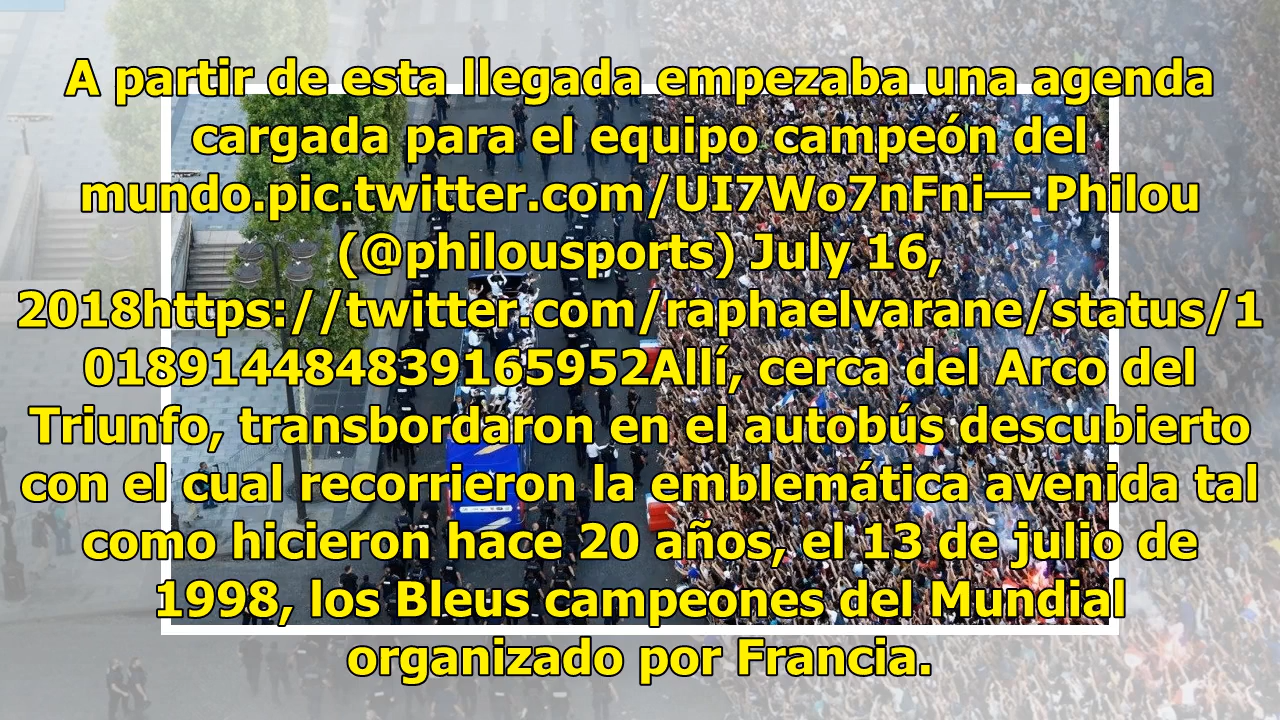 A partir de esta llegada empezaba una agenda
cargada para el equipo campeón del
mundo.pic.twitter.com/UI7Wo7nFni— Philou
(@philousports) July 16,
2018https://twitter.com/raphaelvarane/status/1
018914484839165952Allí, cerca del Arco del
Triunfo, transbordaron en el autobús descubierto
con el cual recorrieron la emblemática avenida tal
como hicieron hace 20 años, el 13 de julio de
1998, los Bleus campeones del Mundial
organizado por Francia.